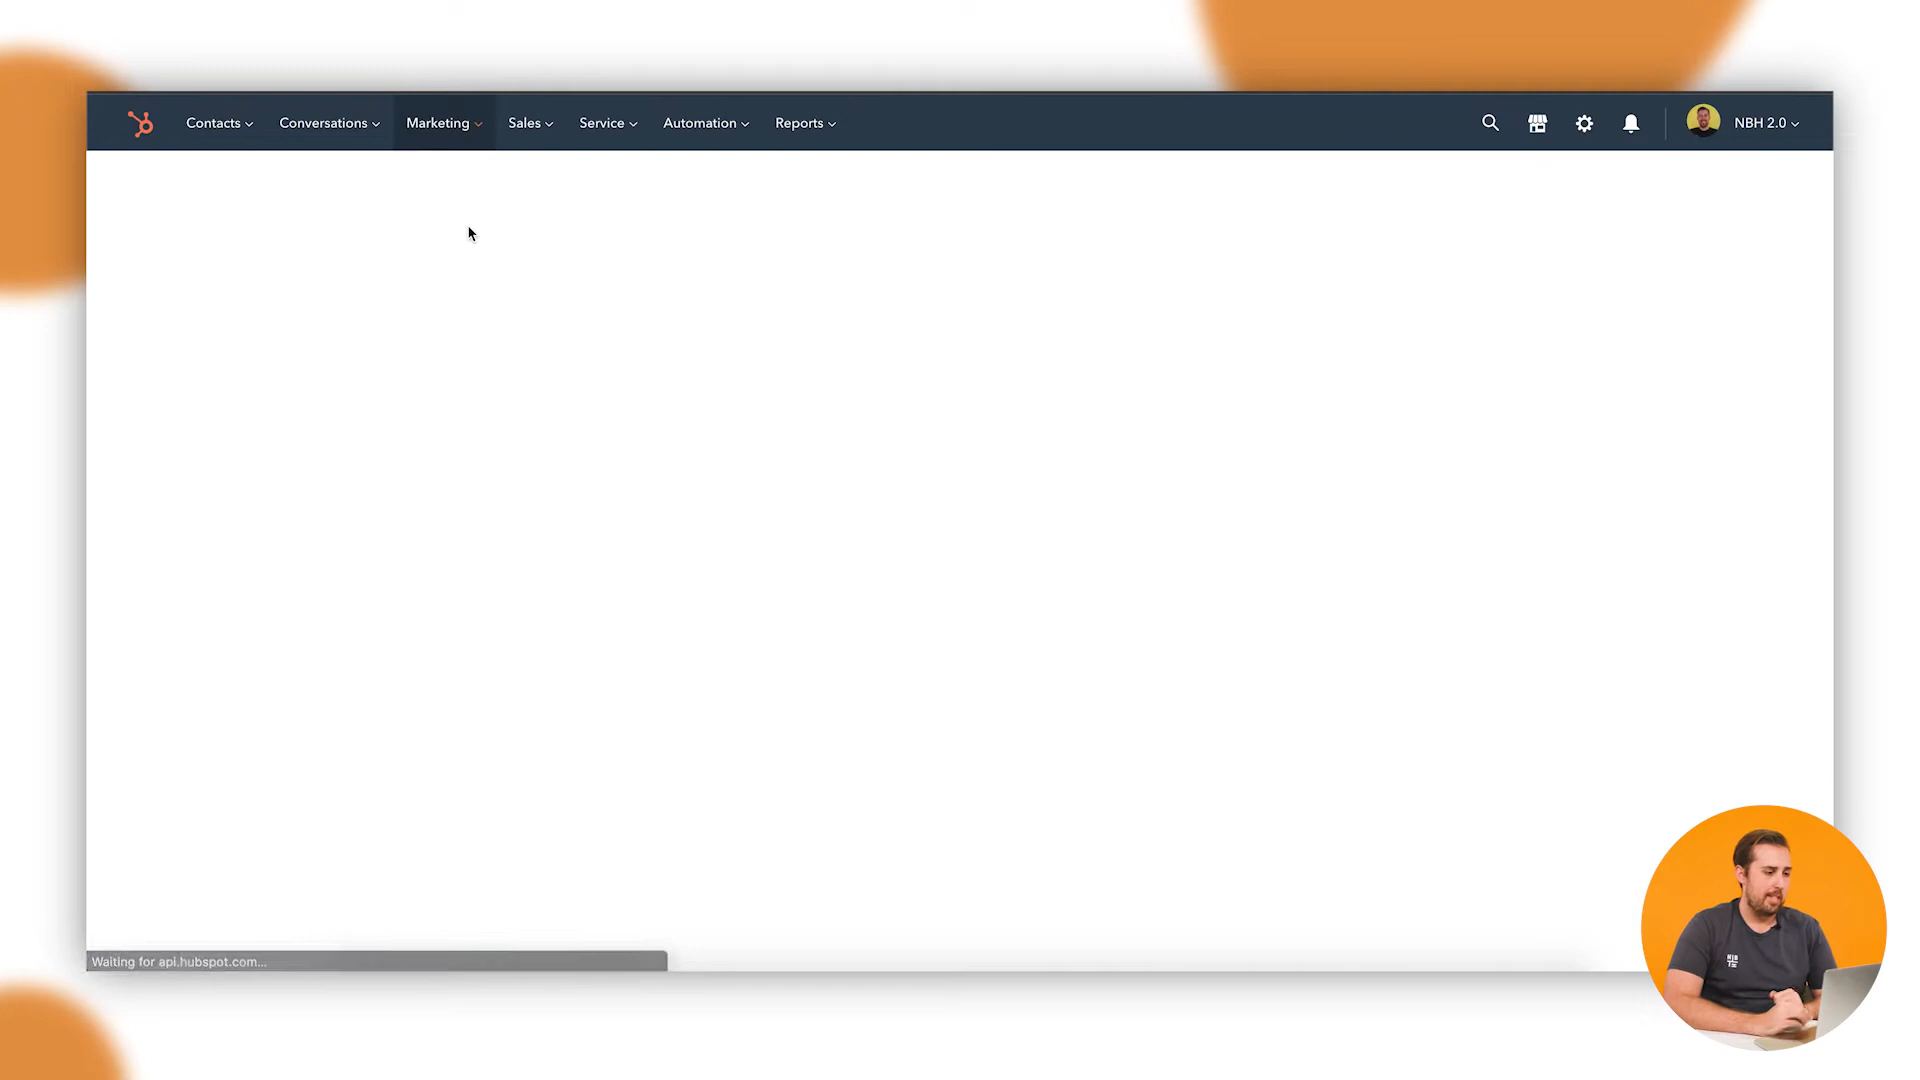 Contacts Conversations Marketing Sales Service Automation Reports NBH 2.0
Waiting for api.hubspot.com...